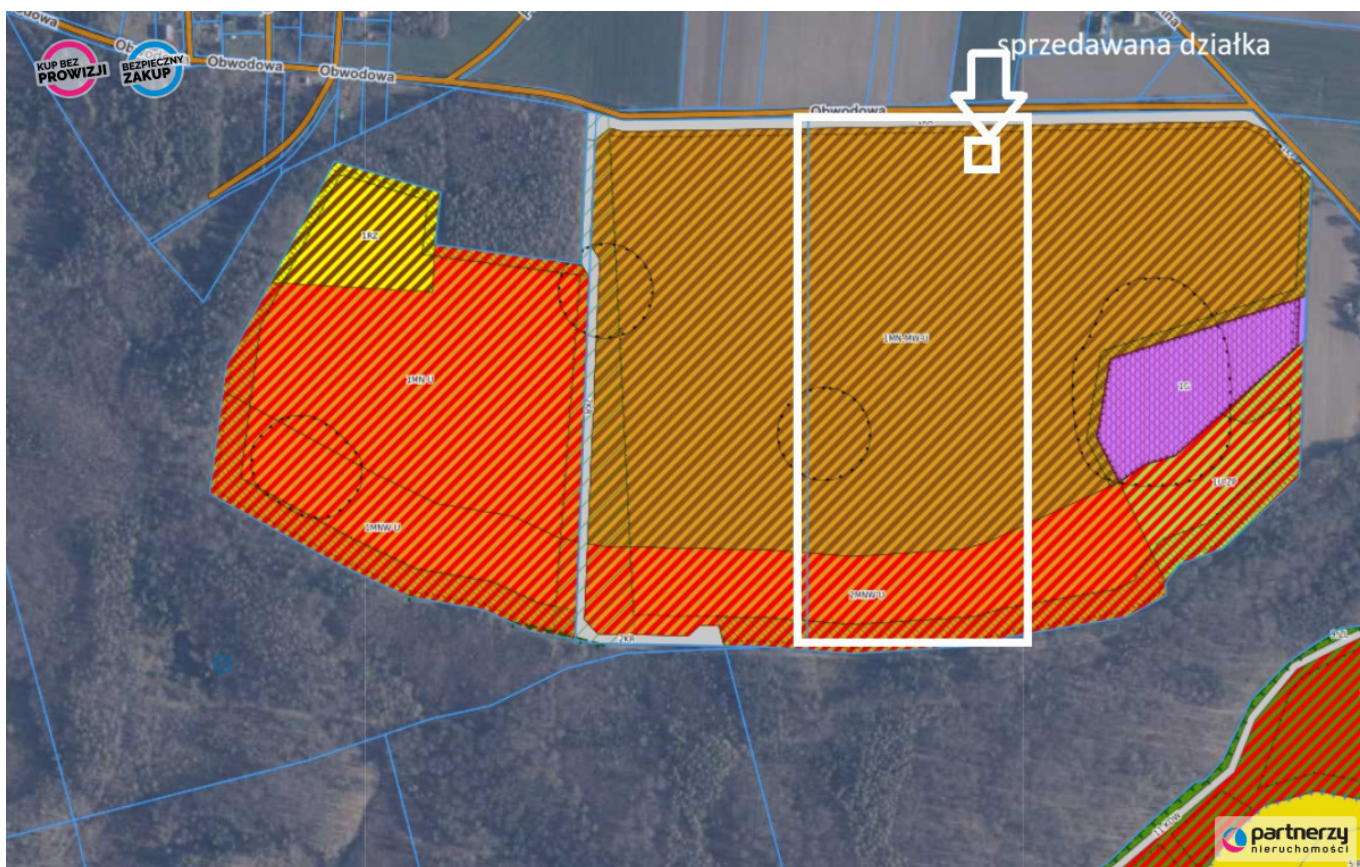 KUP BEZ
PROWIZJI
BEZPIECZNY
ZAKUP
Obwodowa
Obwodowa
Obwodowa
sprzedawana działka
1RZ
1MN-U
1MN-MW-U
1G
1MNW-U
2MNW-U
2KR
partnerzy
nieruchomości